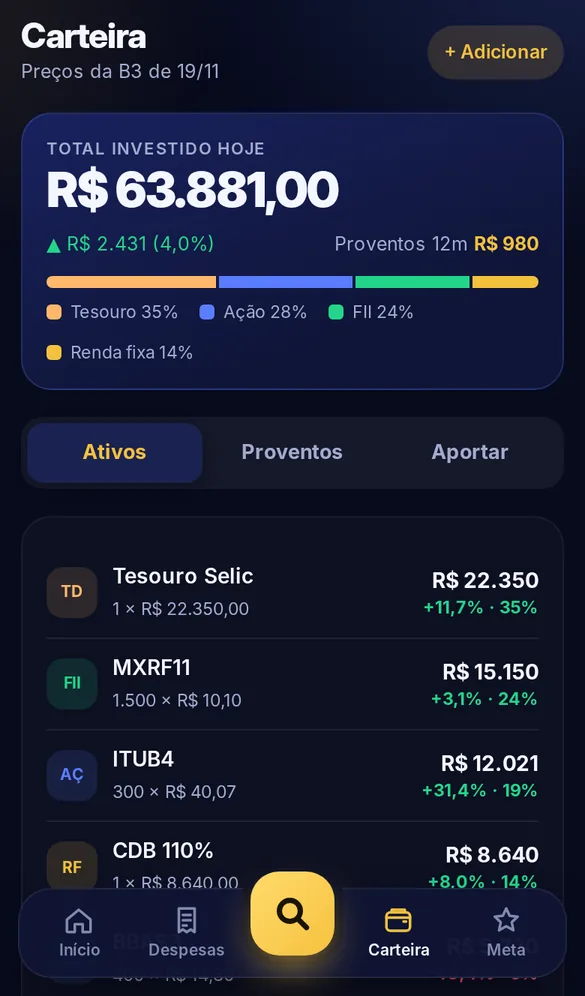 Carteira
Preços da B3 de 19/11
+ Adicionar
TOTAL INVESTIDO HOJE
R$ 63.881,00
▲ R$ 2.431 (4,0%)
Proventos 12m R$ 980
Tesouro 35% Ação 28% FII 24%
Renda fixa 14%
Ativos Proventos Aportar
TD
Tesouro Selic
R$ 22.350
1 × R$ 22.350,00
+11,7% · 35%
FII
MXRF11
R$ 15.150
1.500 × R$ 10,10
+3,1% · 24%
AÇ
ITUB4
R$ 12.021
300 × R$ 40,07
+31,4% · 19%
RF
CDB 110%
R$ 8.640
1 × R$ 8.640,00
+8,0% · 14%
Início Despesas Carteira Meta